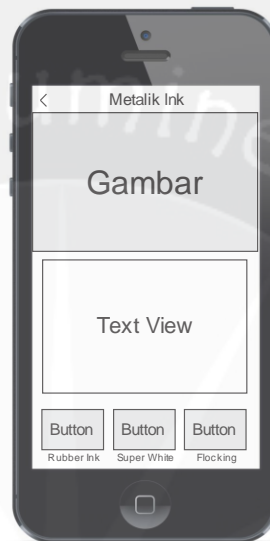 Metalik Ink
Gambar
Text View
Button Button Button
Rubber Ink Super White Flocking